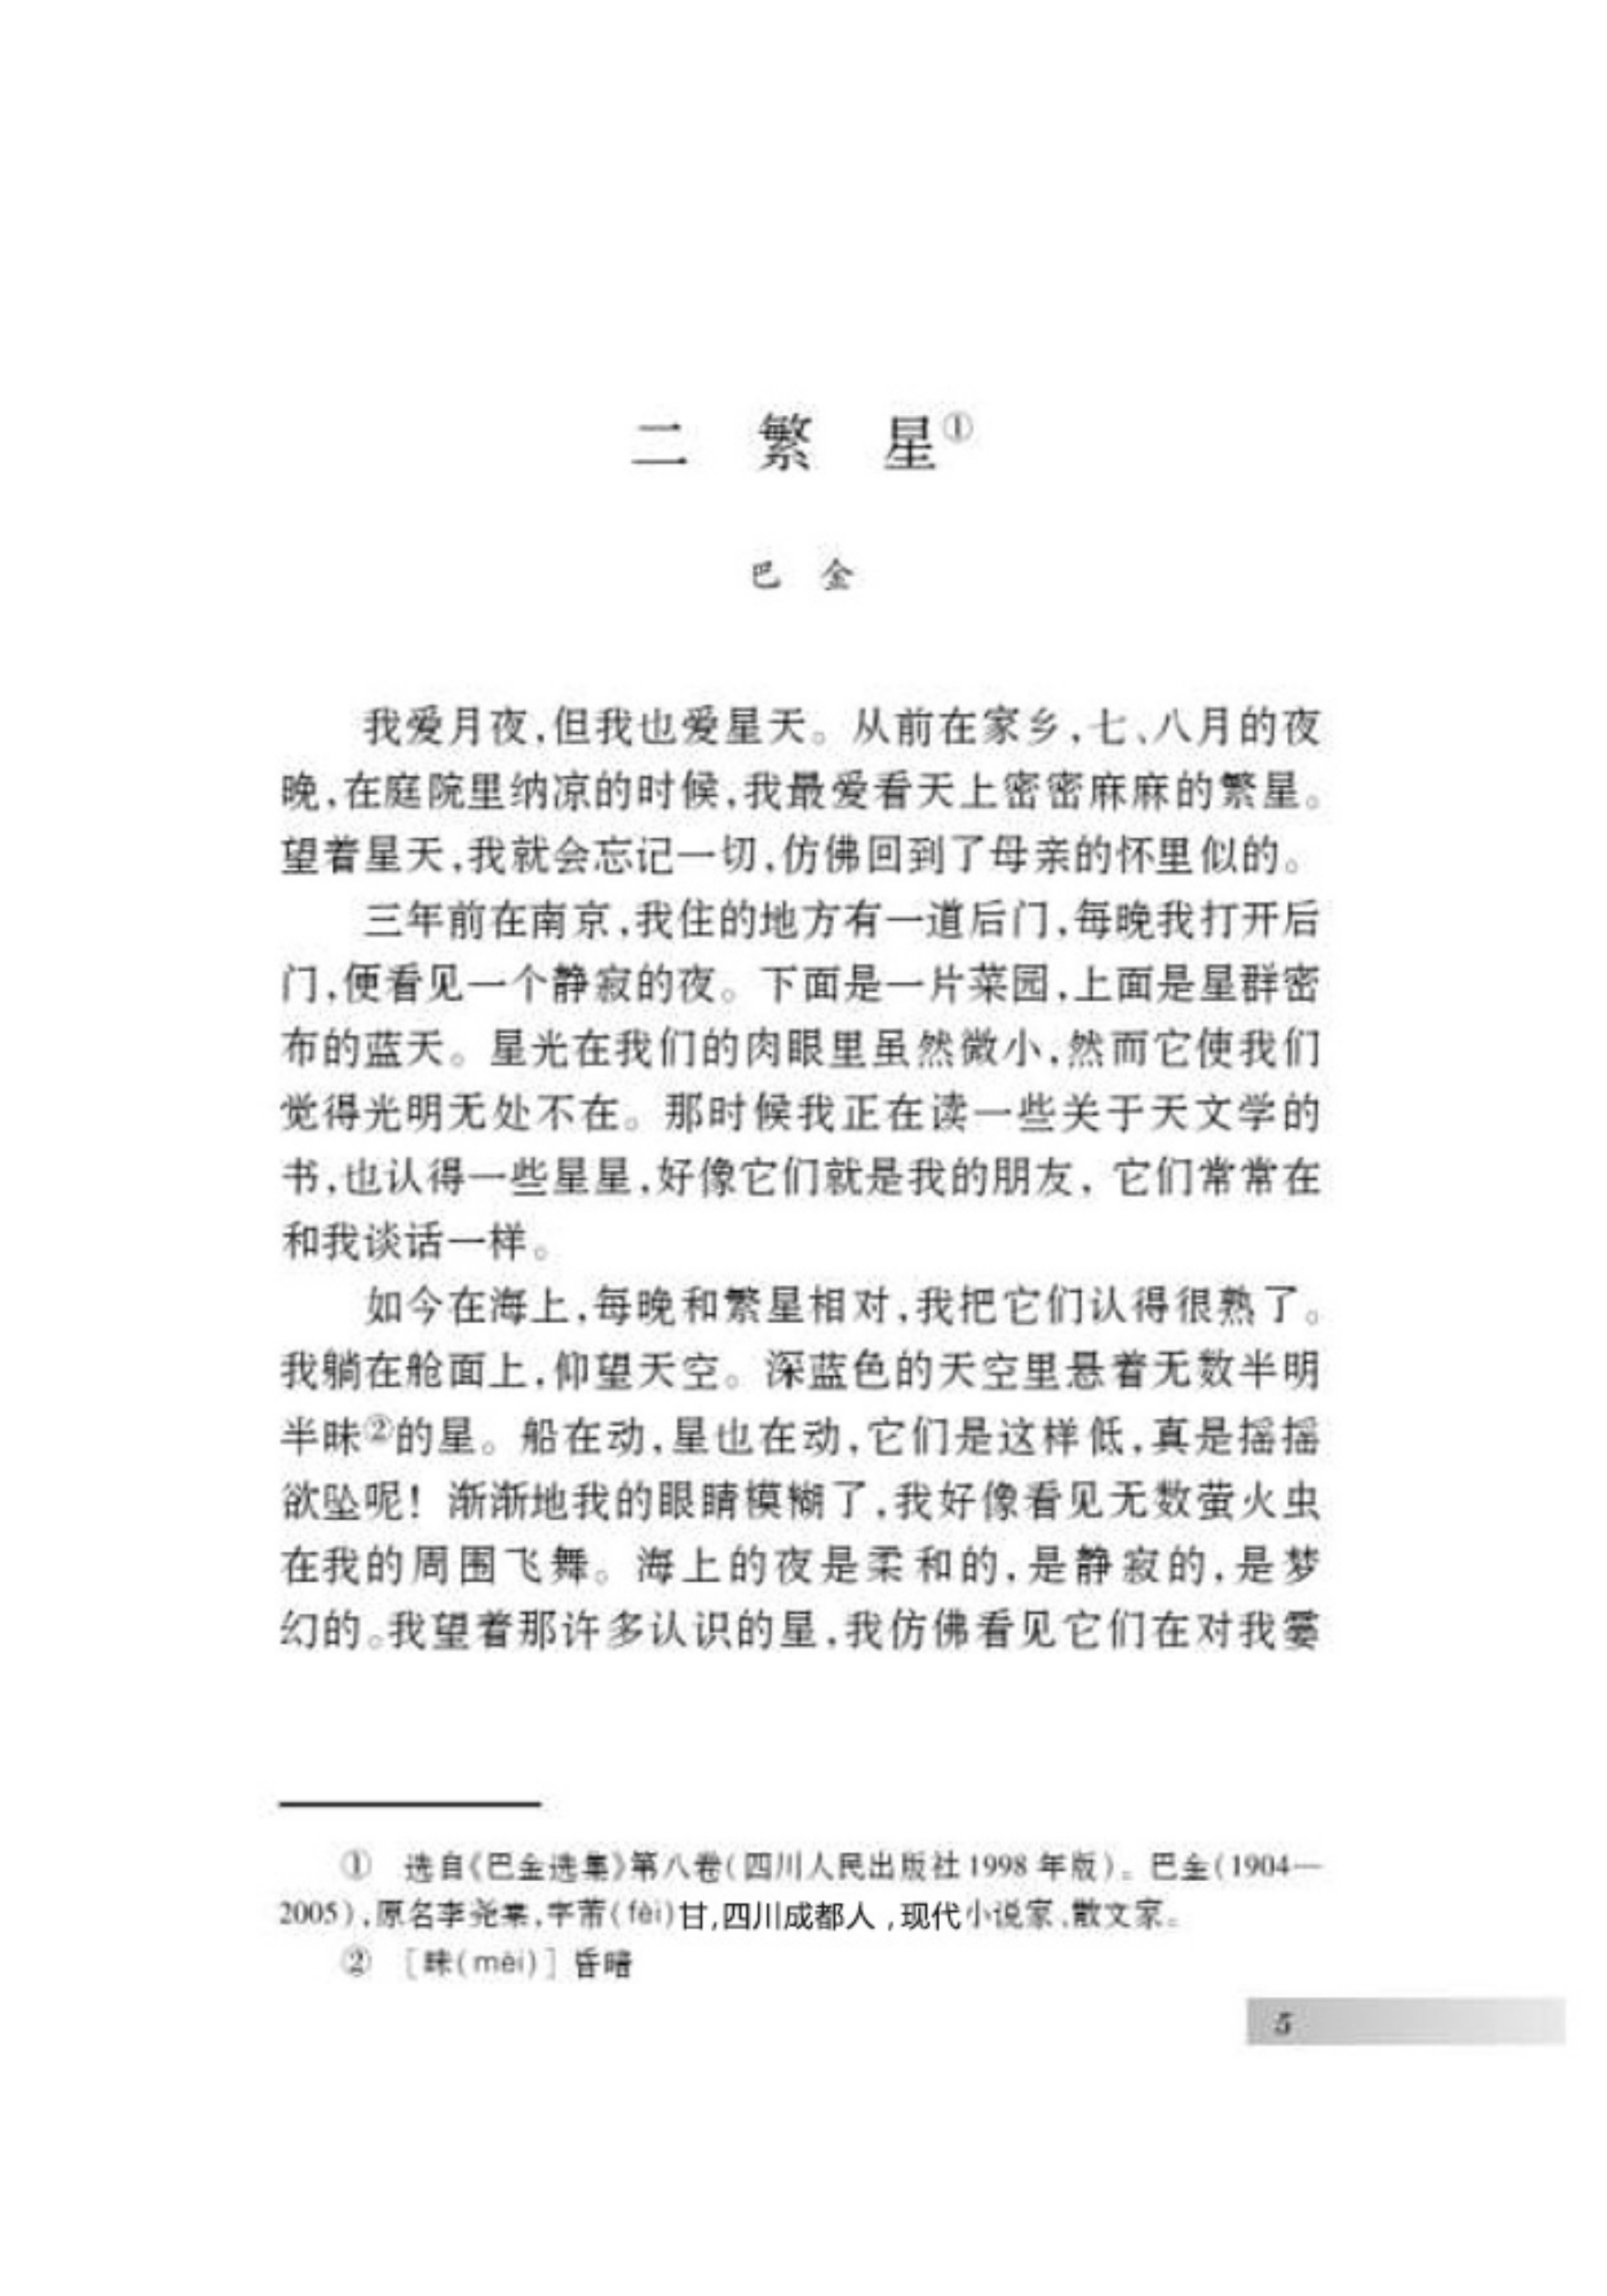 二 繁 星①
巴 金
我爱月夜,但我也爱星天。从前在家乡,七、八月的夜
晚,在庭院里纳凉的时候,我最爱看天上密密麻麻的繁星。
望着星天,我就会忘记一切,仿佛回到了母亲的怀里似的。
三年前在南京,我住的地方有一道后门,每晚我打开后
门,便看见一个静寂的夜。下面是一片菜园,上面是星群密
布的蓝天。星光在我们的肉眼里虽然微小,然而它使我们
觉得光明无处不在。那时候我正在读一些关于天文学的
书,也认得一些星星,好像它们就是我的朋友,它们常常在
和我谈话一样。
如今在海上,每晚和繁星相对,我把它们认得很熟了。
我躺在舱面上,仰望天空。深蓝色的天空里悬着无数半明
半昧②的星。船在动,星也在动,它们是这样低,真是摇摇
欲坠呢!渐渐地我的眼睛模糊了,我好像看见无数萤火虫
在我的周围飞舞。海上的夜是柔和的,是静寂的,是梦
幻的。我望着那许多认识的星,我仿佛看见它们在对我霎
① 选自《巴金选集》第八卷(四川人民出版社1998年版)。巴金(1904—
2005),原名李尧棠,字芾(fèi)甘,四川成都人,现代小说家、散文家。
② [昧(mèi)] 昏暗
5